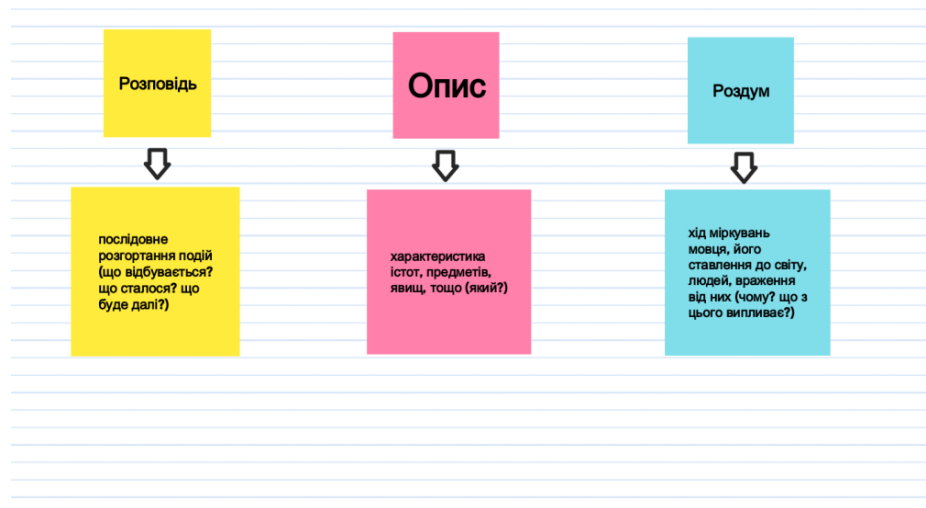 Розповідь
Опис
Роздум
послідовне
розгортання подій
(що відбувається?
що сталося? що
буде далі?)
характеристика
істот, предметів,
явищ, тощо (який?)
хід міркувань
мовця, його
ставлення до світу,
людей, враження
від них (чому? що з
цього випливає?)